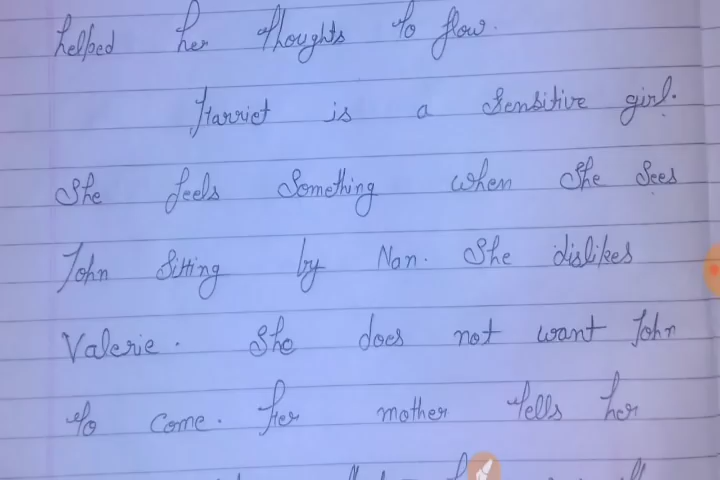 helped her thoughts to flow.
Harriet is a sensitive girl.
She feels something when she sees
John sitting by Nan. She dislikes
Valerie. She does not want John
to come. Her mother tells her